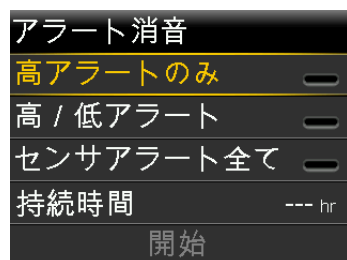 アラート消音
高アラートのみ
高 / 低アラート
センサアラート全て
持続時間 --- hr
開始